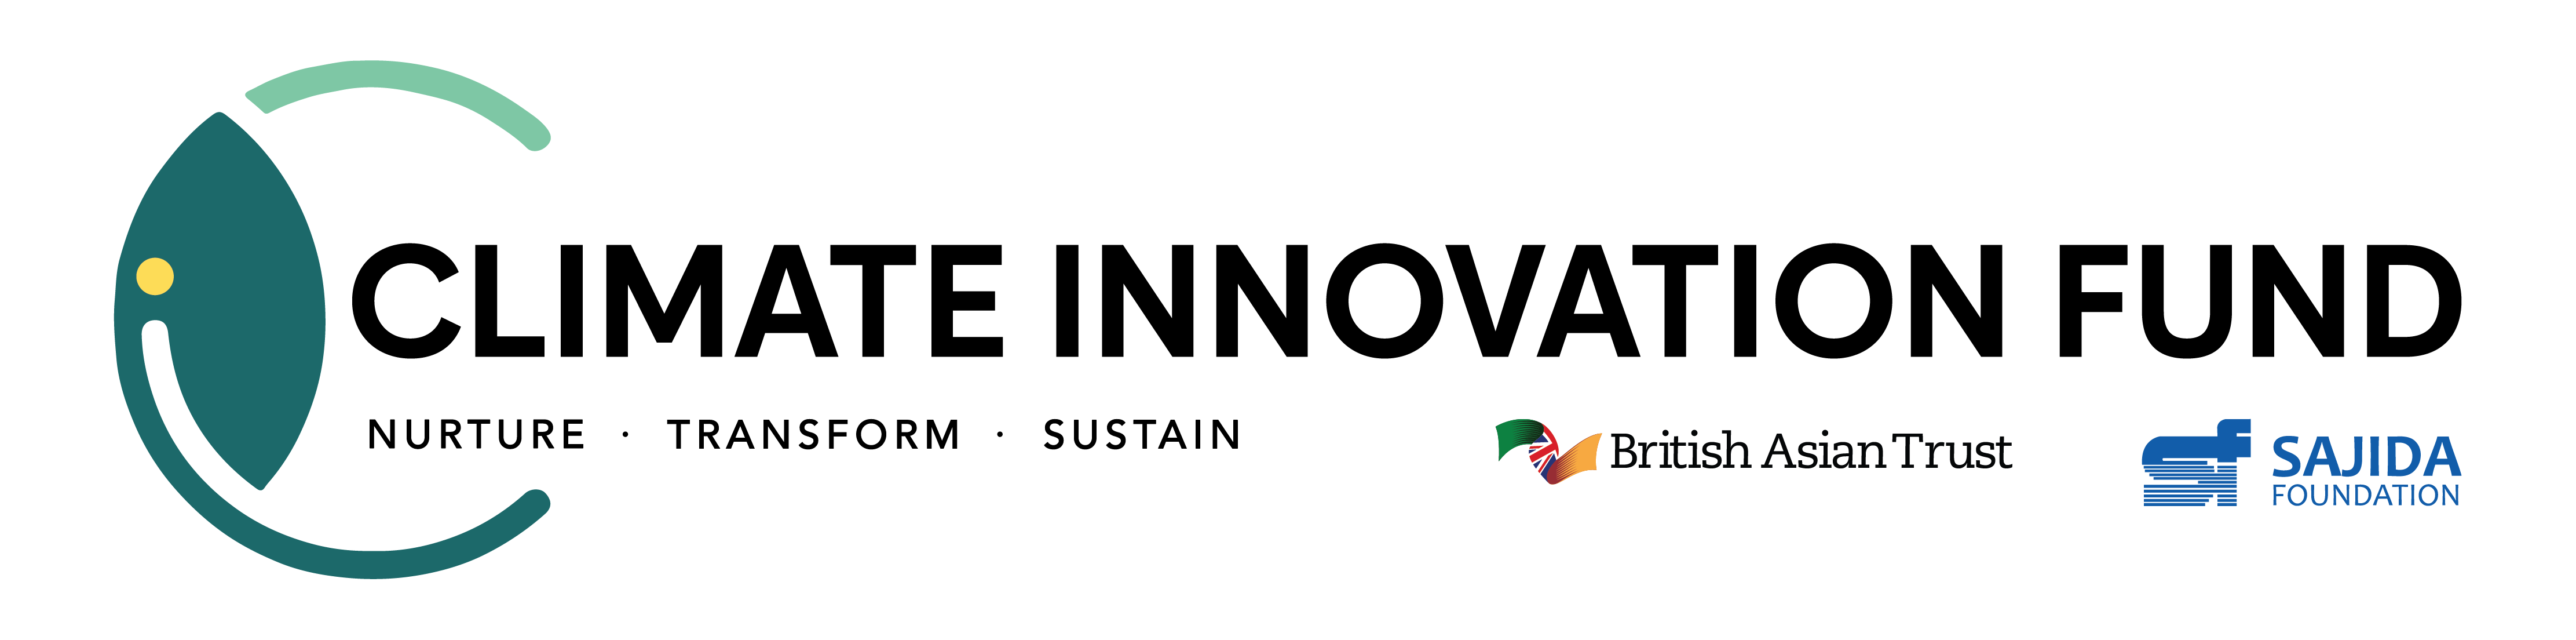 CLIMATE INNOVATION FUND
NURTURE · TRANSFORM · SUSTAIN
British Asian Trust
SAJIDA
FOUNDATION